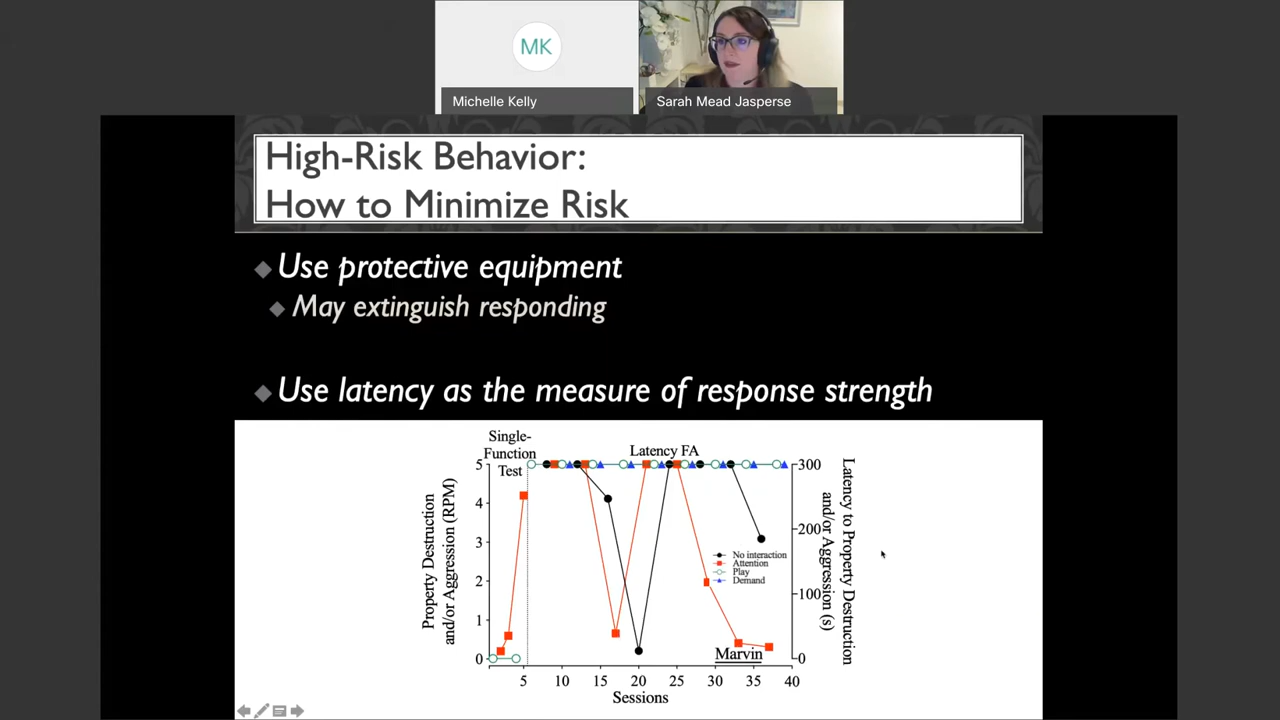 MK
Michelle Kelly
Sarah Mead Jasperse
High-Risk Behavior:
How to Minimize Risk
Use protective equipment
May extinguish responding
Use latency as the measure of response strength
Single-
Function
Test
Latency FA
5
4
3
2
1
0
Property Destruction
and/or Aggression (RPM)
300
200
100
0
Latency to Property Destruction
and/or Aggression (s)
No interaction
Attention
Play
Demand
Marvin
5 10 15 20 25 30 35 40
Sessions